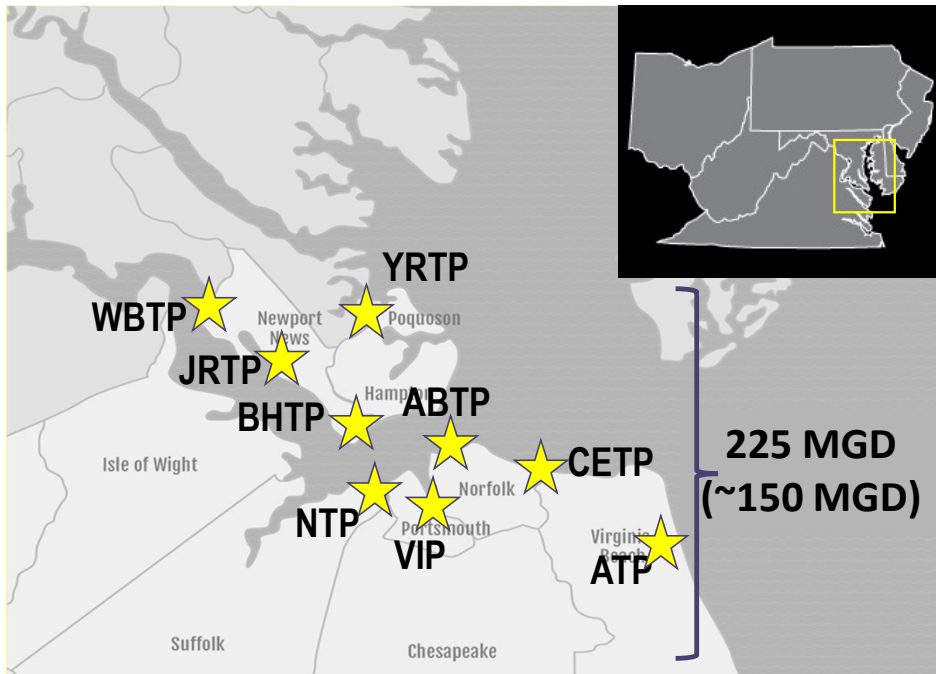 YRTP
WBTP
Newport
News
Poquoson
JRTP
Hampton
BHTP
ABTP
Isle of Wight
CETP
225 MGD
(~150 MGD)
Norfolk
NTP
Portsmouth
VIP
Virginia
Beach
ATP
Suffolk
Chesapeake